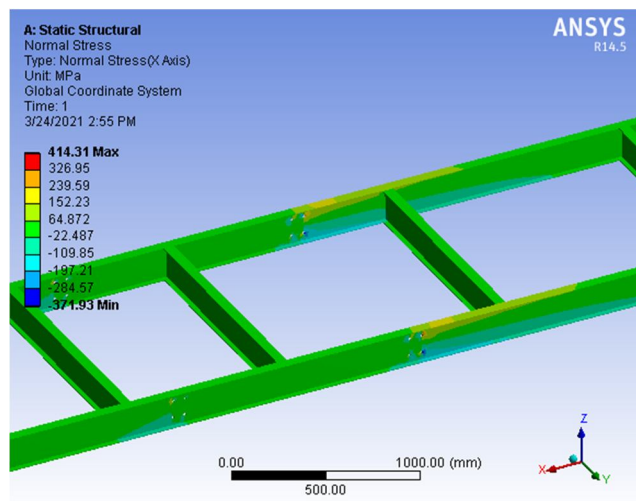 A: Static Structural
Normal Stress
Type: Normal Stress(X Axis)
Unit: MPa
Global Coordinate System
Time: 1
3/24/2021 2:55 PM
ANSYS
R14.5
414.31 Max
326.95
239.59
152.23
64.872
-22.487
-109.85
-197.21
-284.57
-371.93 Min
0.00
1000.00 (mm)
500.00
Z
X
Y